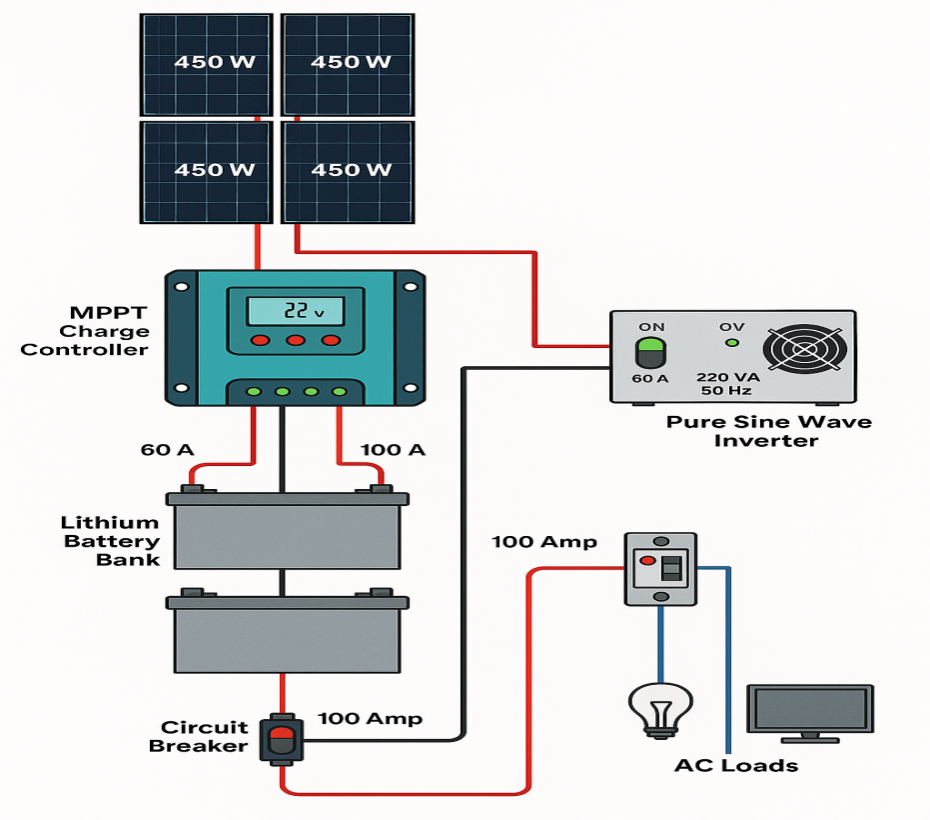 450 W
450 W
450 W
450 W
MPPT
Charge
Controller
22 v
ON
OV
60 A
220 VA
50 Hz
Pure Sine Wave
Inverter
60 A
100 A
Lithium
Battery
Bank
100 Amp
Circuit
Breaker
100 Amp
AC Loads